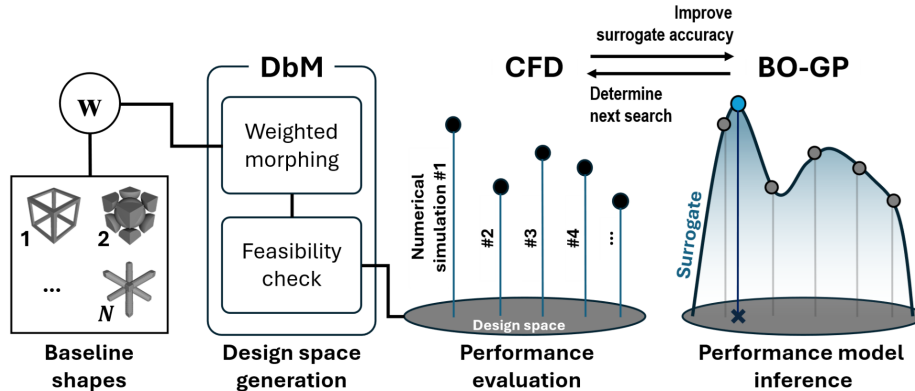 w
1
2
...
N
Baseline
shapes
DbM
Weighted
morphing
Feasibility
check
Design space
generation
CFD
Improve
surrogate accuracy
Determine
next search
BO-GP
Numerical
simulation #1
#2
#3
#4
...
Design space
Performance
evaluation
Surrogate
Performance model
inference